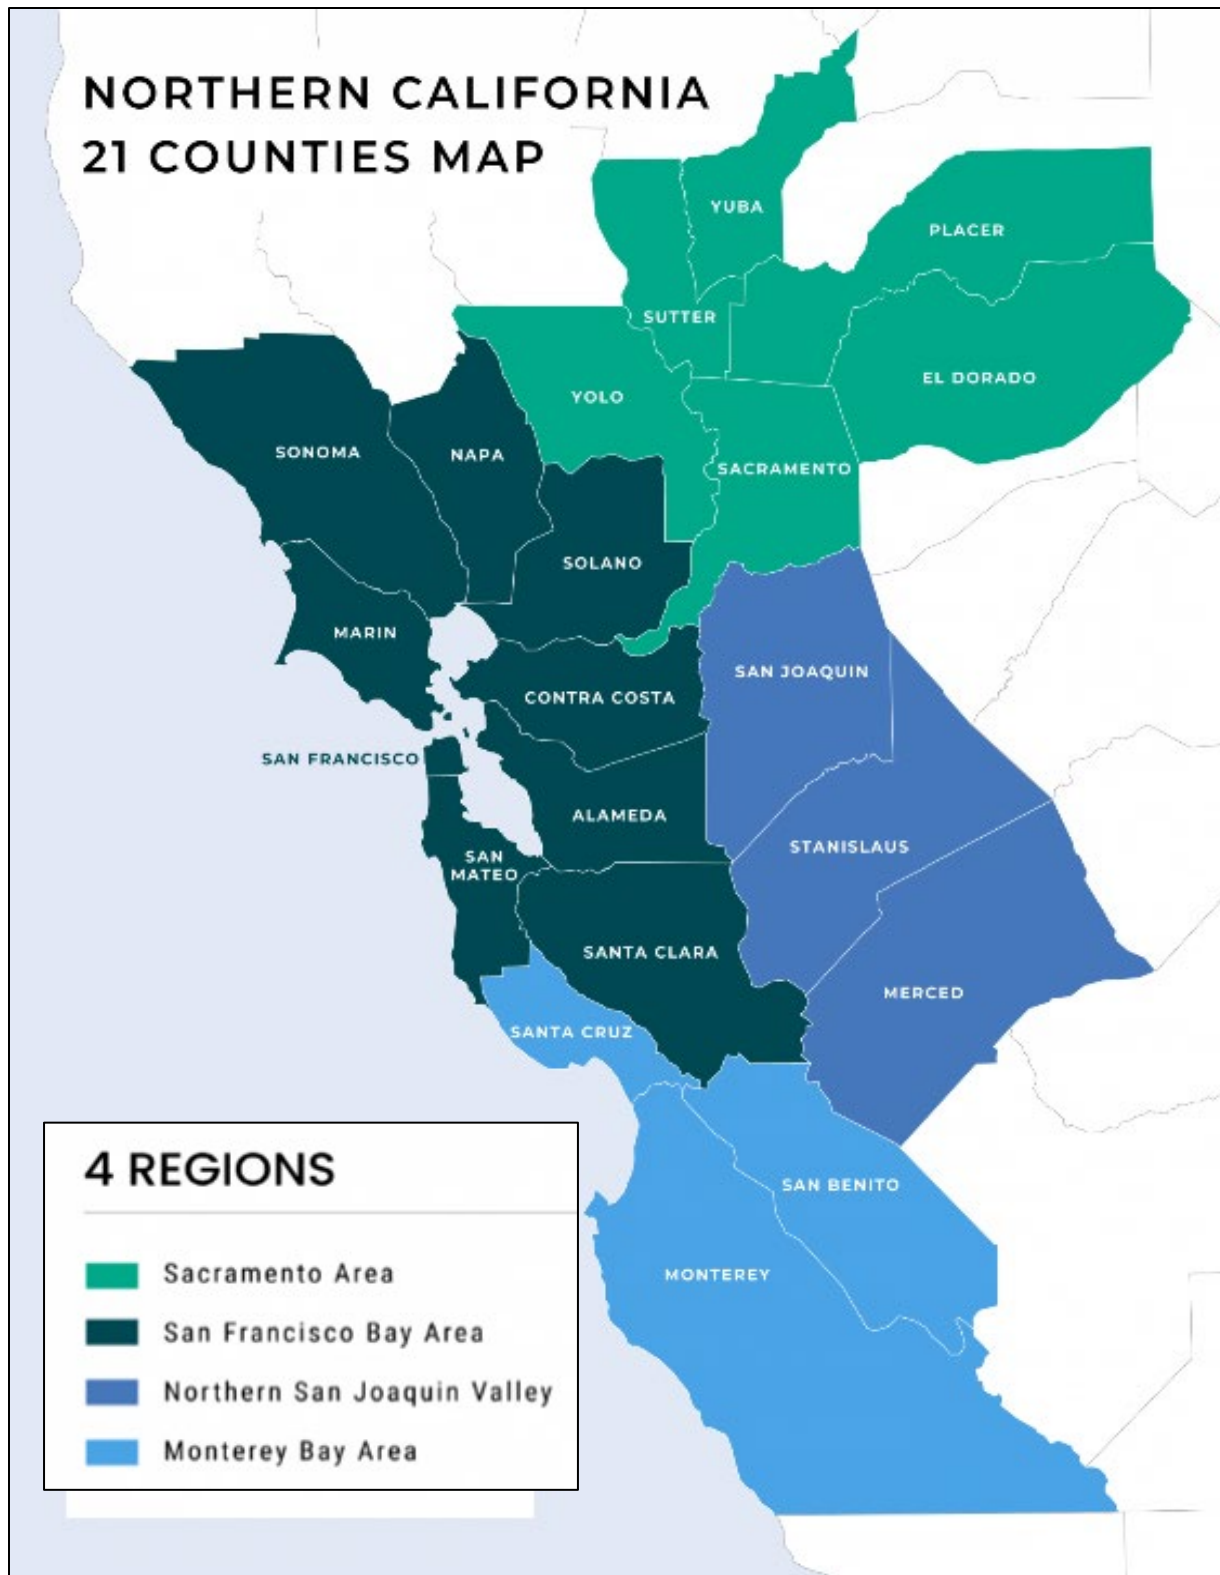 NORTHERN CALIFORNIA
21 COUNTIES MAP
YUBA
PLACER
SUTTER
EL DORADO
YOLO
SONOMA
NAPA
SACRAMENTO
SOLANO
MARIN
SAN JOAQUIN
CONTRA COSTA
SAN FRANCISCO
ALAMEDA
STANISLAUS
SAN
MATEO
SANTA CLARA
MERCED
SANTA CRUZ
SAN BENITO
MONTEREY
4 REGIONS
Sacramento Area
San Francisco Bay Area
Northern San Joaquin Valley
Monterey Bay Area